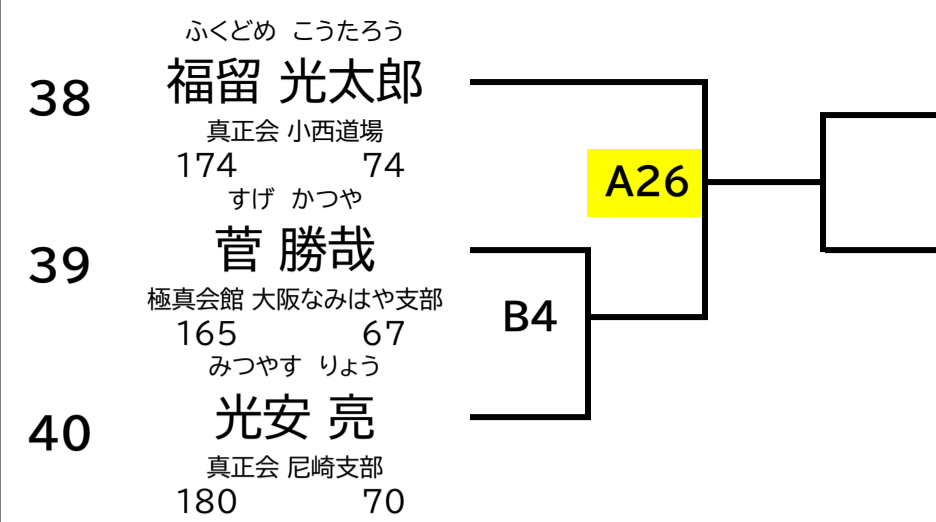 ふくどめ こうたろう
38 福留 光太郎
真正会 小西道場
174 74
A26
すげ かつや
39 菅 勝哉
極真会館 大阪なみはや支部
165 67
B4
みつやす りょう
40 光安 亮
真正会 尼崎支部
180 70